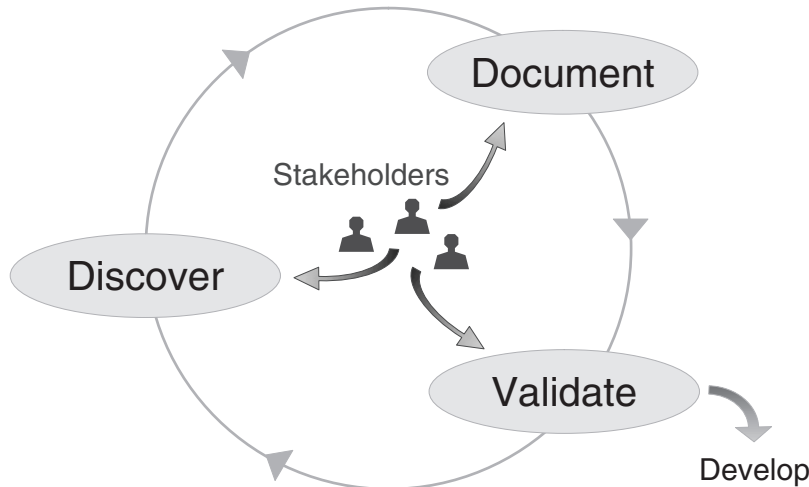 Document
Stakeholders
Discover
Validate
Develop